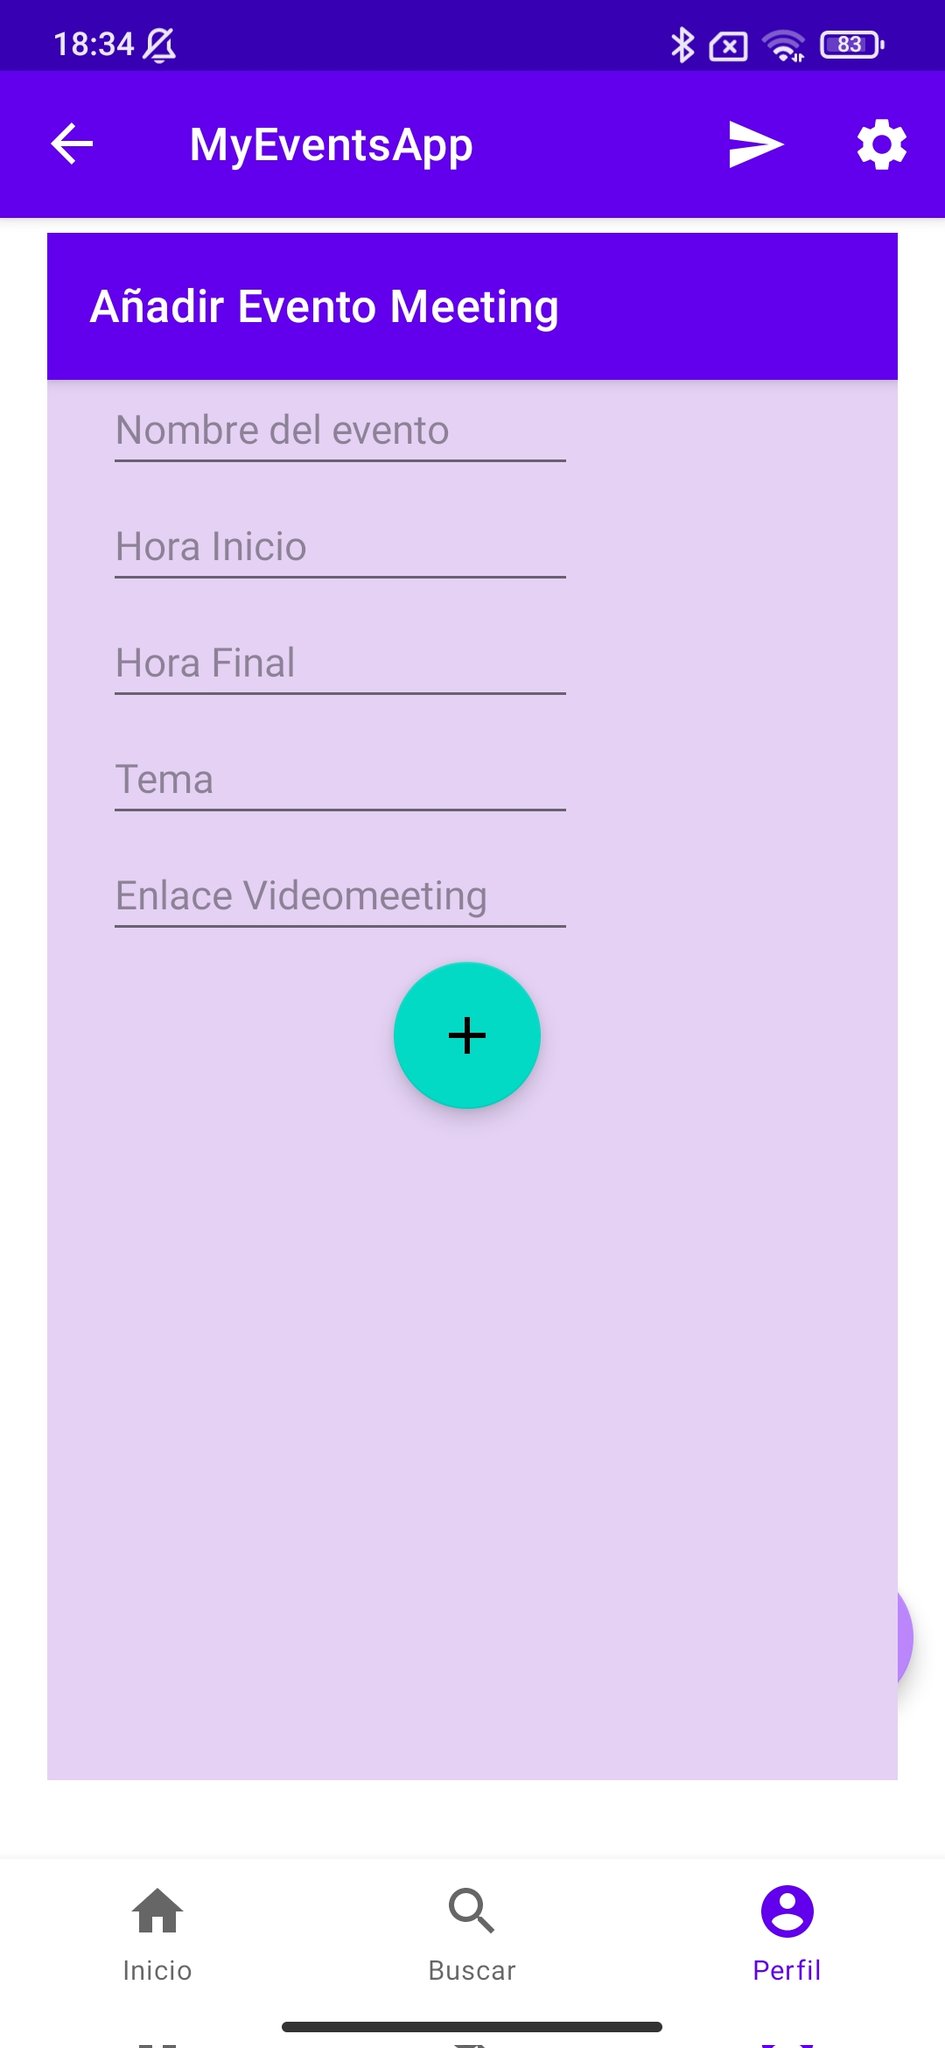 18:34
83
MyEventsApp
Añadir Evento Meeting
Nombre del evento
Hora Inicio
Hora Final
Tema
Enlace Videomeeting
Inicio
Buscar
Perfil